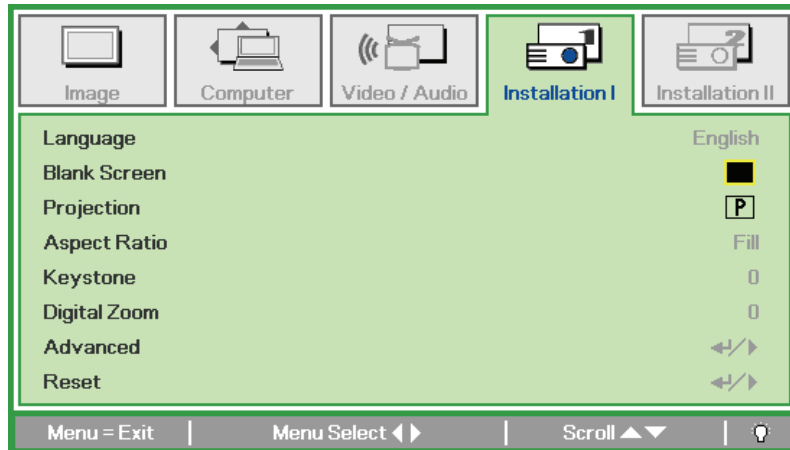 Image Computer Video / Audio Installation I Installation II
Language English
Blank Screen
Projection P
Aspect Ratio Fill
Keystone 0
Digital Zoom 0
Advanced
Reset
Menu = Exit Menu Select Scroll